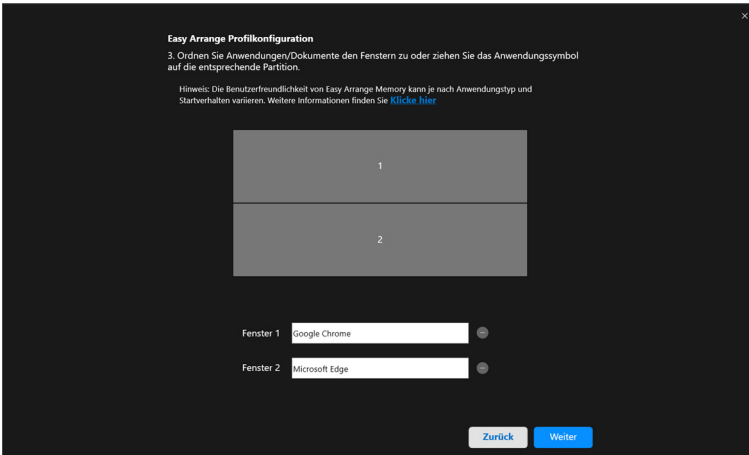 Easy Arrange Profilkonfiguration
3. Ordnen Sie Anwendungen/Dokumente den Fenstern zu oder ziehen Sie das Anwendungssymbol
auf die entsprechende Partition.
Hinweis: Die Benutzerfreundlichkeit von Easy Arrange Memory kann je nach Anwendungstyp und
Startverhalten variieren. Weitere Informationen finden Sie Klicke hier
1
2
Fenster 1 Google Chrome
Fenster 2 Microsoft Edge
Zurück Weiter